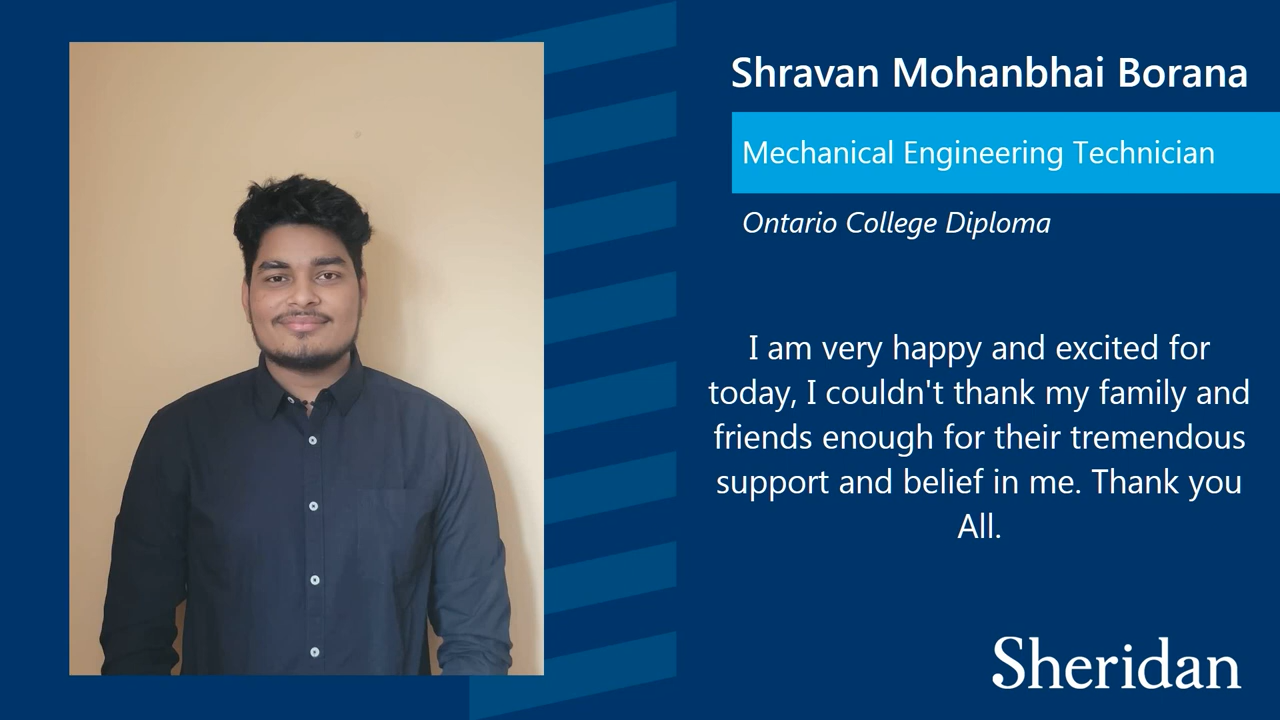 Shravan Mohanbhai Borana
Mechanical Engineering Technician
Ontario College Diploma
I am very happy and excited for
today, I couldn't thank my family and
friends enough for their tremendous
support and belief in me. Thank you
All.
Sheridan